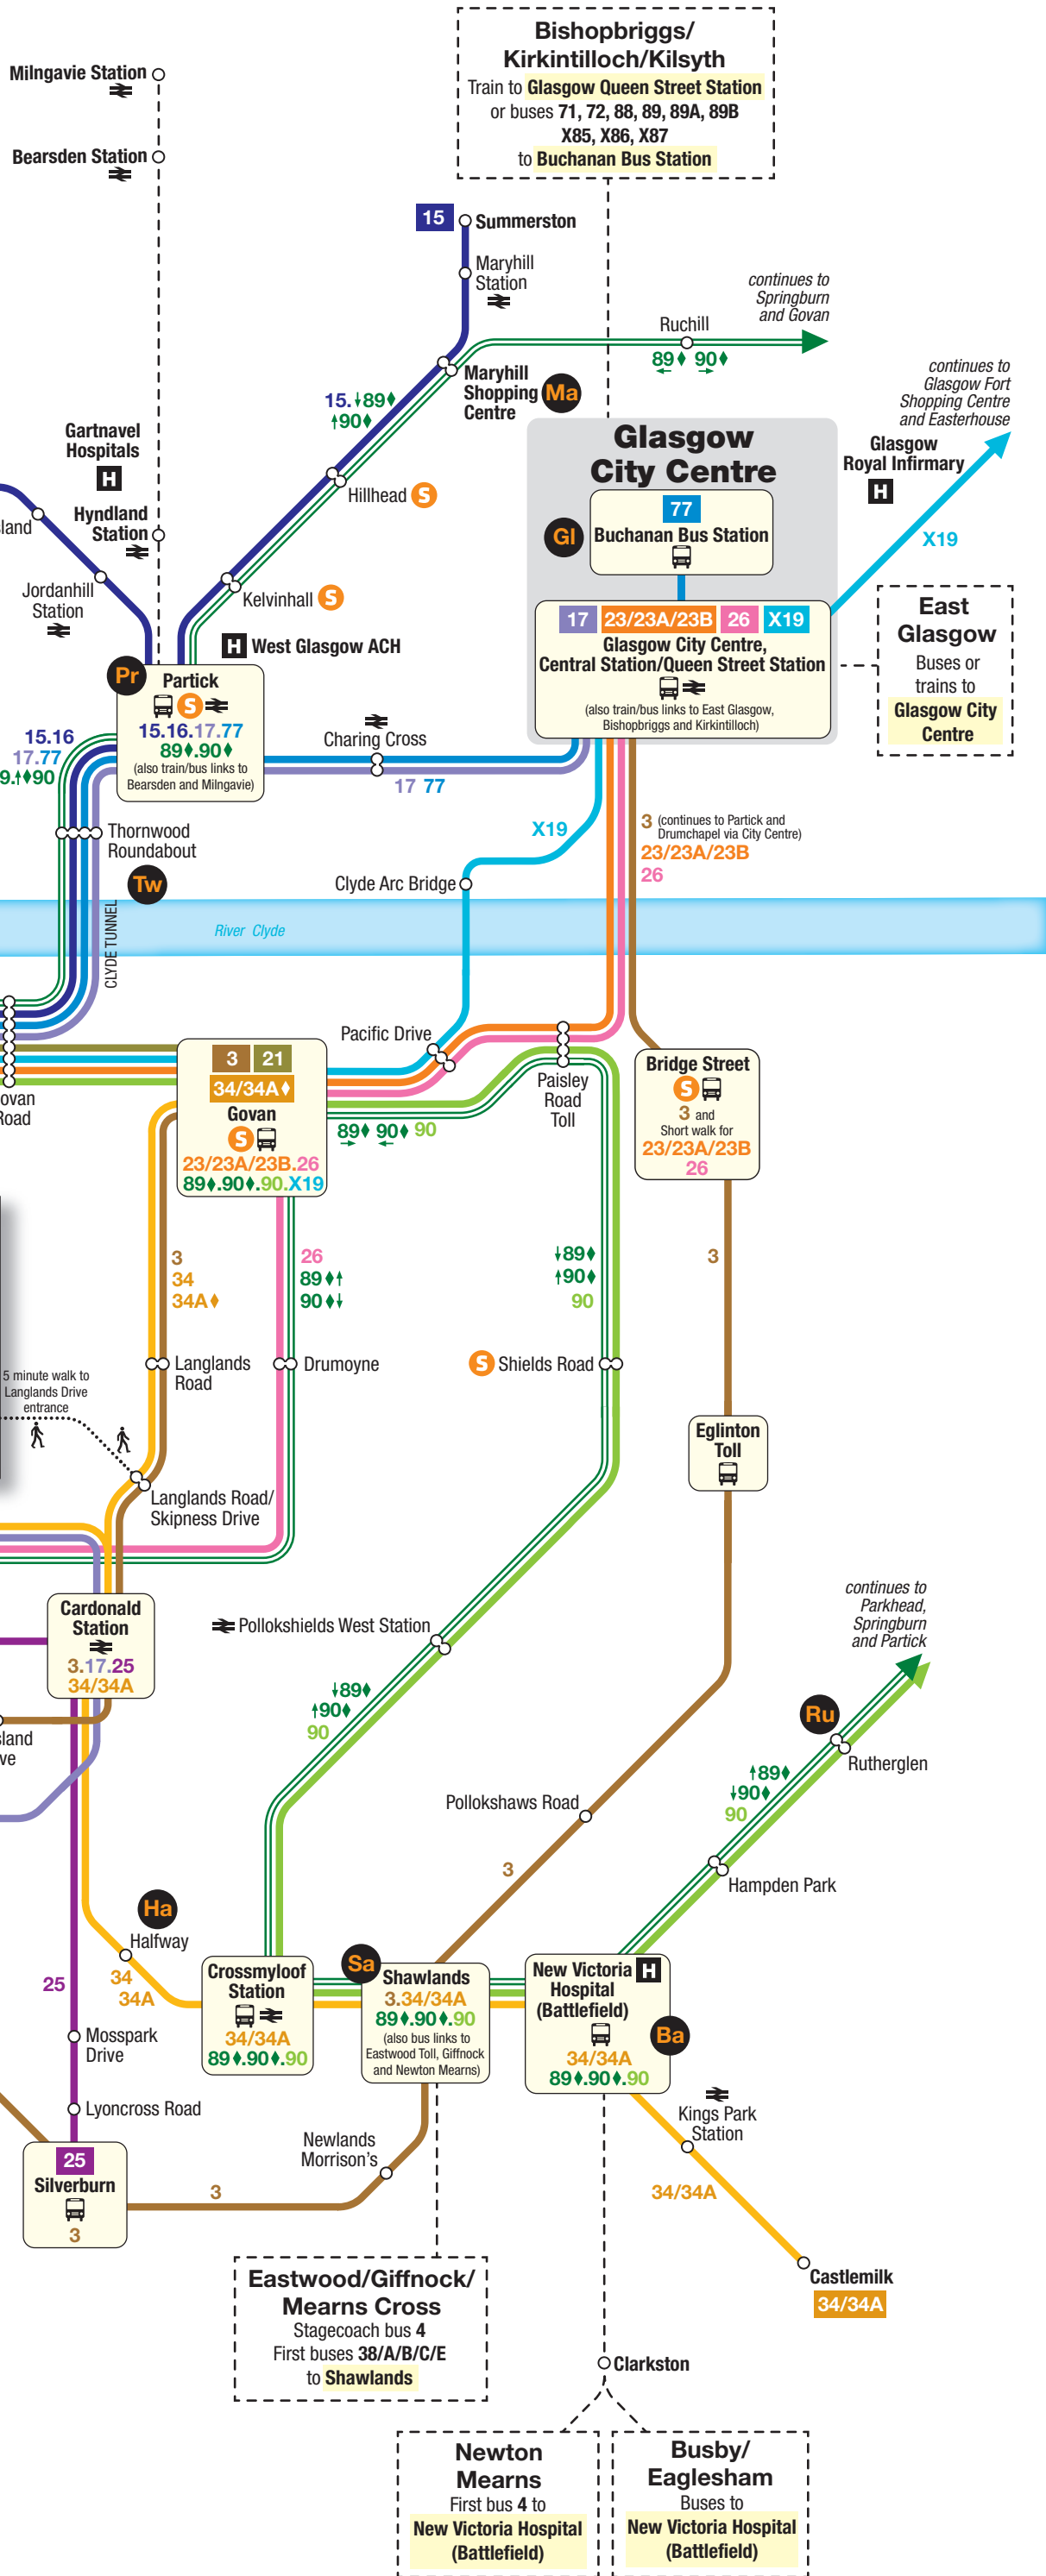 Bishopbriggs/
Kirkintilloch/Kilsyth
Train to Glasgow Queen Street Station
or buses 71, 72, 88, 89, 89A, 89B
X85, X86, X87
to Buchanan Bus Station
Milngavie Station
Bearsden Station
15 Summerston
Maryhill
Station
continues to
Springburn
and Govan
Ruchill
89♦ 90♦
← →
Maryhill
Shopping
Centre
Ma
15.↓89♦
↑90♦
continues to
Glasgow Fort
Shopping Centre
and Easterhouse
Gartnavel
Hospitals
H
Hillhead S
Hyndland
Station
land
Jordanhill
Station
Kelvinhall S
H West Glasgow ACH
Glasgow
City Centre
77
Gl
Buchanan Bus Station
17 23/23A/23B 26 X19
Glasgow City Centre,
Central Station/Queen Street Station
(also train/bus links to East Glasgow,
Bishopbriggs and Kirkintilloch)
Glasgow
Royal Infirmary
H
X19
East
Glasgow
Buses or
trains to
Glasgow City
Centre
Pr
Partick
S
15.16.17.77
89♦.90♦
(also train/bus links to
Bearsden and Milngavie)
15.16
17.77
9.↑♦90
Charing Cross
17 77
Thornwood
Roundabout
Tw
CLYDE TUNNEL
X19
3 (continues to Partick and
Drumchapel via City Centre)
23/23A/23B
26
Clyde Arc Bridge
River Clyde
Pacific Drive
Paisley
Road
Toll
Bridge Street
S
3 and
Short walk for
23/23A/23B
26
ovan
Road
3 21
34/34A♦
Govan
S
23/23A/23B.26
89♦.90♦.90.X19
89♦ 90♦ 90
→ ←
3
34
34A♦
26
89♦↑
90♦↓
↓89♦
↑90♦
90
3
Langlands
Road
Drumoyne
S Shields Road
5 minute walk to
Langlands Drive
entrance
Eglinton
Toll
Langlands Road/
Skipness Drive
Cardonald
Station
3.17.25
34/34A
Pollokshields West Station
continues to
Parkhead,
Springburn
and Partick
↓89♦
↑90♦
90
sland
ve
Ru
Rutherglen
↑89♦
↓90♦
90
Pollokshaws Road
3
Hampden Park
Ha
Halfway
34
34A
25
Crossmyloof
Station
34/34A
89♦.90♦.90
Sa
Shawlands
3.34/34A
89♦.90♦.90
(also bus links to
Eastwood Toll, Giffnock
and Newton Mearns)
New Victoria H
Hospital
(Battlefield)
Ba
34/34A
89♦.90♦.90
Mosspark
Drive
Lyoncross Road
Kings Park
Station
34/34A
25
Silverburn
3
Newlands
Morrison's
3
Castlemilk
34/34A
Eastwood/Giffnock/
Mearns Cross
Stagecoach bus 4
First buses 38/A/B/C/E
to Shawlands
Clarkston
Newton
Mearns
First bus 4 to
New Victoria Hospital
(Battlefield)
Busby/
Eaglesham
Buses to
New Victoria Hospital
(Battlefield)